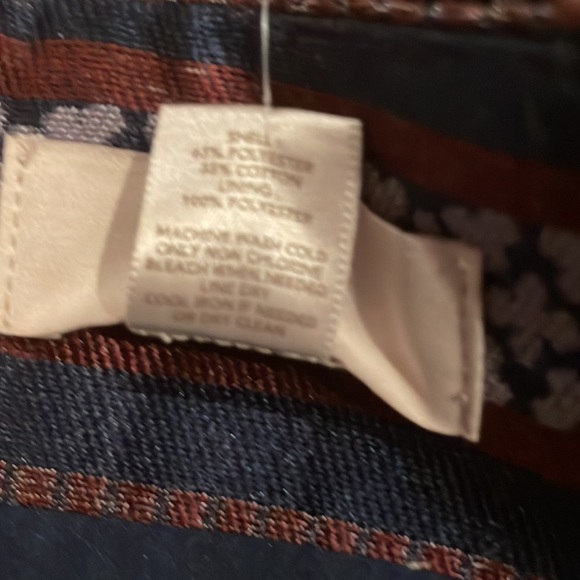 SHELL:
65% POLYESTER
35% COTTON
LINING:
100% POLYESTER
MACHINE WASH COLD
ONLY NON CHLORINE
BLEACH WHEN NEEDED
LINE DRY
COOL IRON IF NEEDED
OR DRY CLEAN